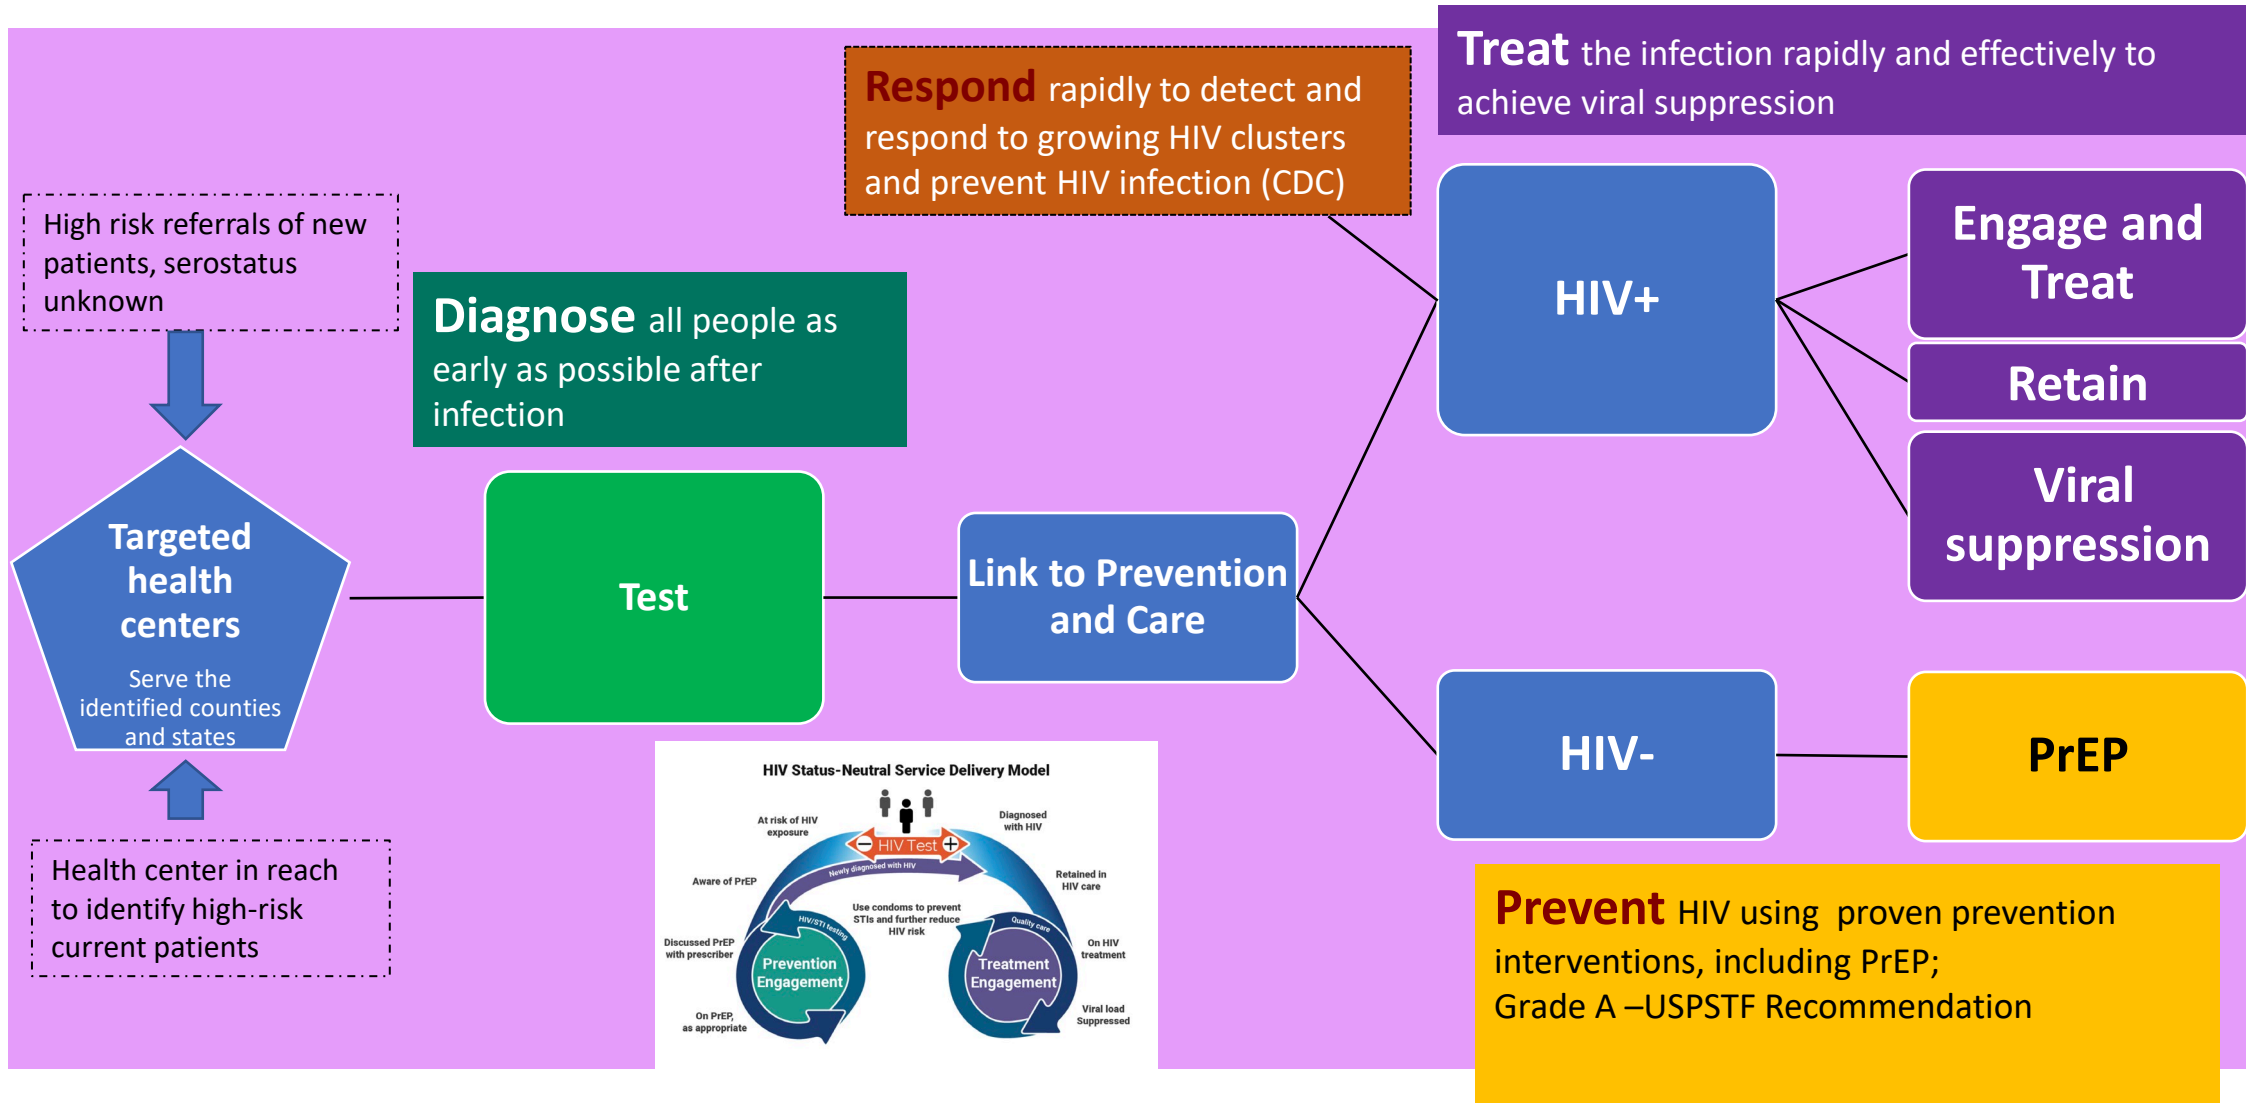 Treat the infection rapidly and effectively to
achieve viral suppression
Respond rapidly to detect and
respond to growing HIV clusters
and prevent HIV infection (CDC)
High risk referrals of new
patients, serostatus
unknown
Diagnose all people as
early as possible after
infection
HIV+
Engage and
Treat
Retain
Viral
suppression
Targeted
health
centers
Serve the
identified counties
and states
Test
Link to Prevention
and Care
HIV-
PrEP
Health center in reach
to identify high-risk
current patients
HIV Status-Neutral Service Delivery Model
At risk of HIV
exposure
Diagnosed
with HIV
HIV Test
Newly diagnosed with HIV
Aware of PrEP
Retained in
HIV care
Use condoms to prevent
STIs and further reduce
HIV risk
HIV/STI testing
Quality care
Discussed PrEP
with prescriber
On HIV
treatment
Prevention
Engagement
Treatment
Engagement
On PrEP,
as appropriate
Viral load
Suppressed
Prevent HIV using  proven prevention
interventions, including PrEP;
Grade A –USPSTF Recommendation